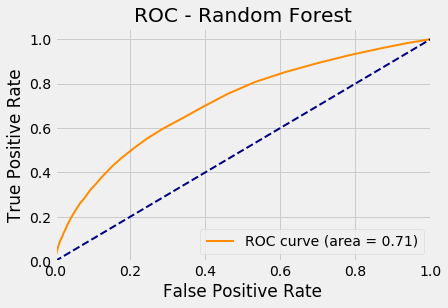 ROC - Random Forest
1.0
0.8
0.6
0.4
0.2
0.0
True Positive Rate
ROC curve (area = 0.71)
0.0 0.2 0.4 0.6 0.8 1.0
False Positive Rate